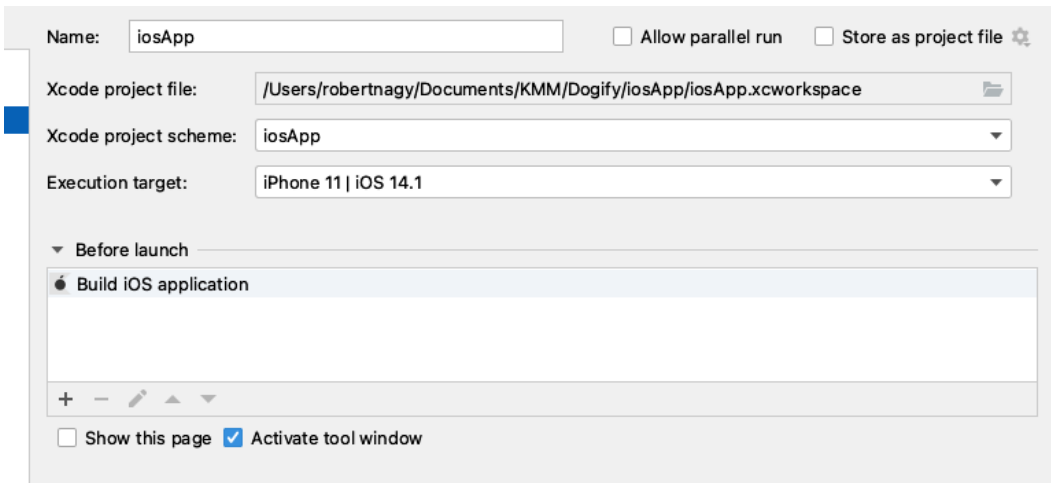 Name: iosApp Allow parallel run Store as project file
Xcode project file: /Users/robertnagy/Documents/KMM/Dogify/iosApp/iosApp.xcworkspace
Xcode project scheme: iosApp
Execution target: iPhone 11 | iOS 14.1
Before launch
Build iOS application
Show this page Activate tool window